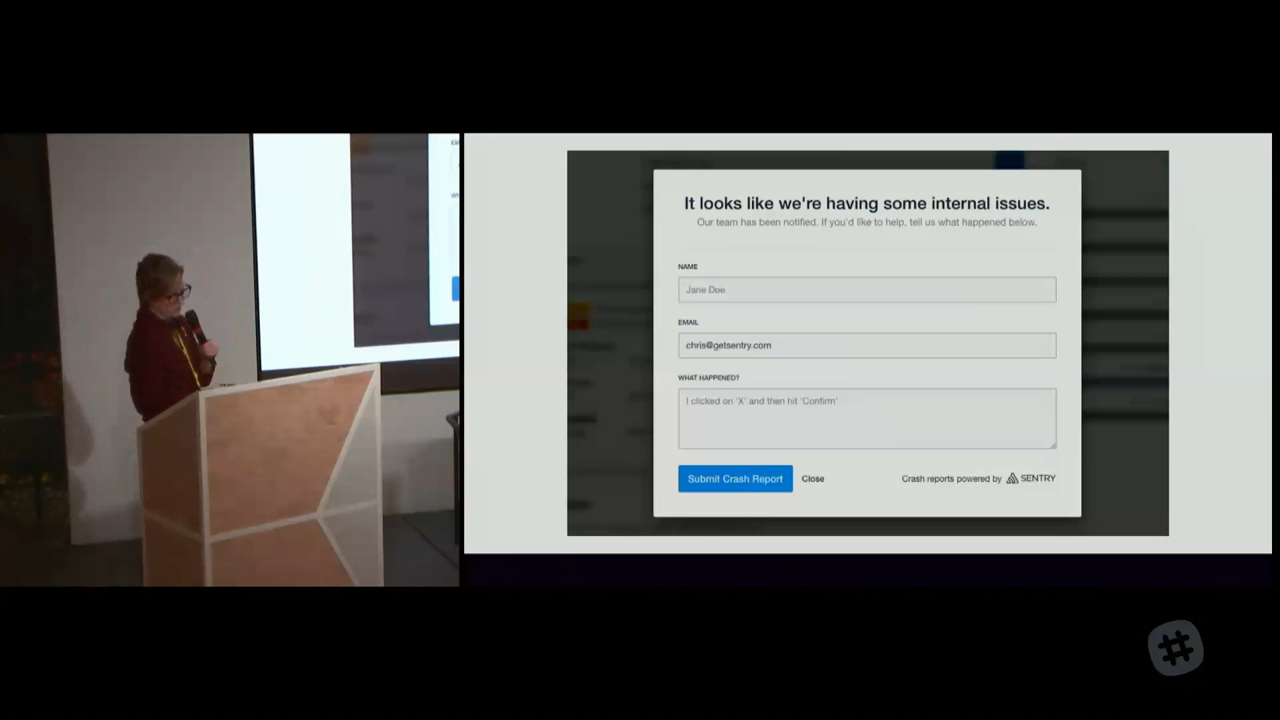 It looks like we're having some internal issues.
Our team has been notified. If you'd like to help, tell us what happened below.
NAME
Jane Doe
EMAIL
chris@getsentry.com
WHAT HAPPENED?
I clicked on 'X' and then hit 'Confirm'
Submit Crash Report Close Crash reports powered by SENTRY